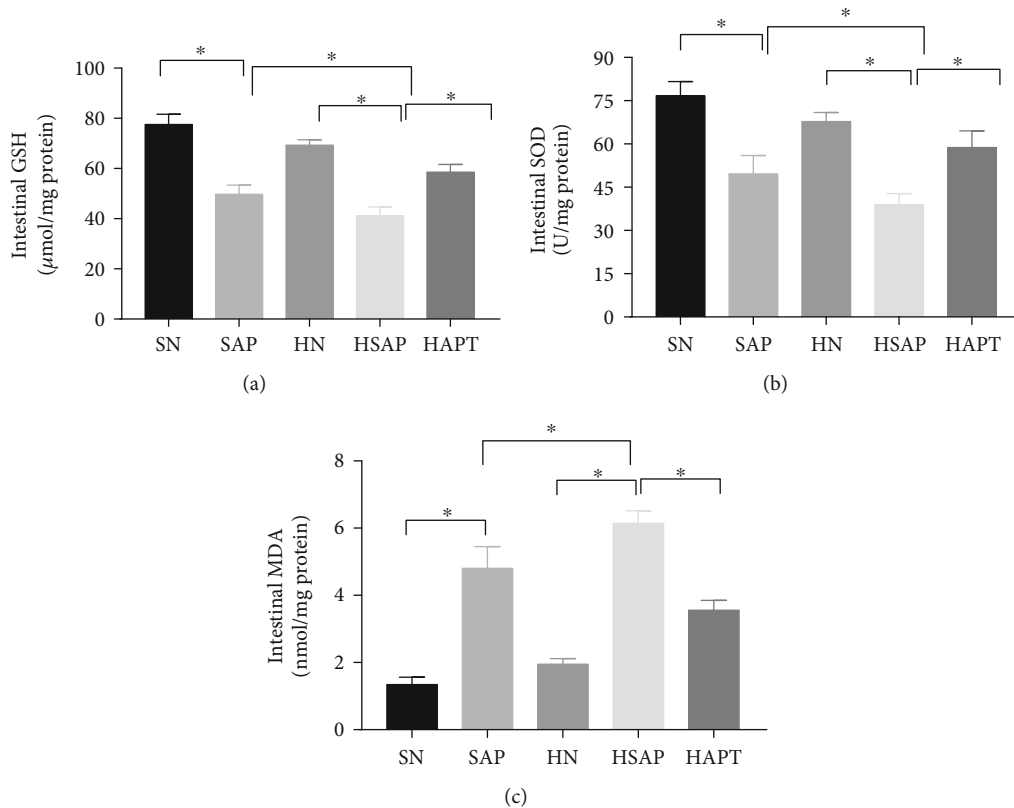 * * * *
100
80
60
40
20
0
Intestinal GSH
(μmol/mg protein)
SN SAP HN HSAP HAPT
(a)
* * * *
90
75
60
45
30
15
0
Intestinal SOD
(U/mg protein)
SN SAP HN HSAP HAPT
(b)
* * * *
8
6
4
2
0
Intestinal MDA
(nmol/mg protein)
SN SAP HN HSAP HAPT
(c)